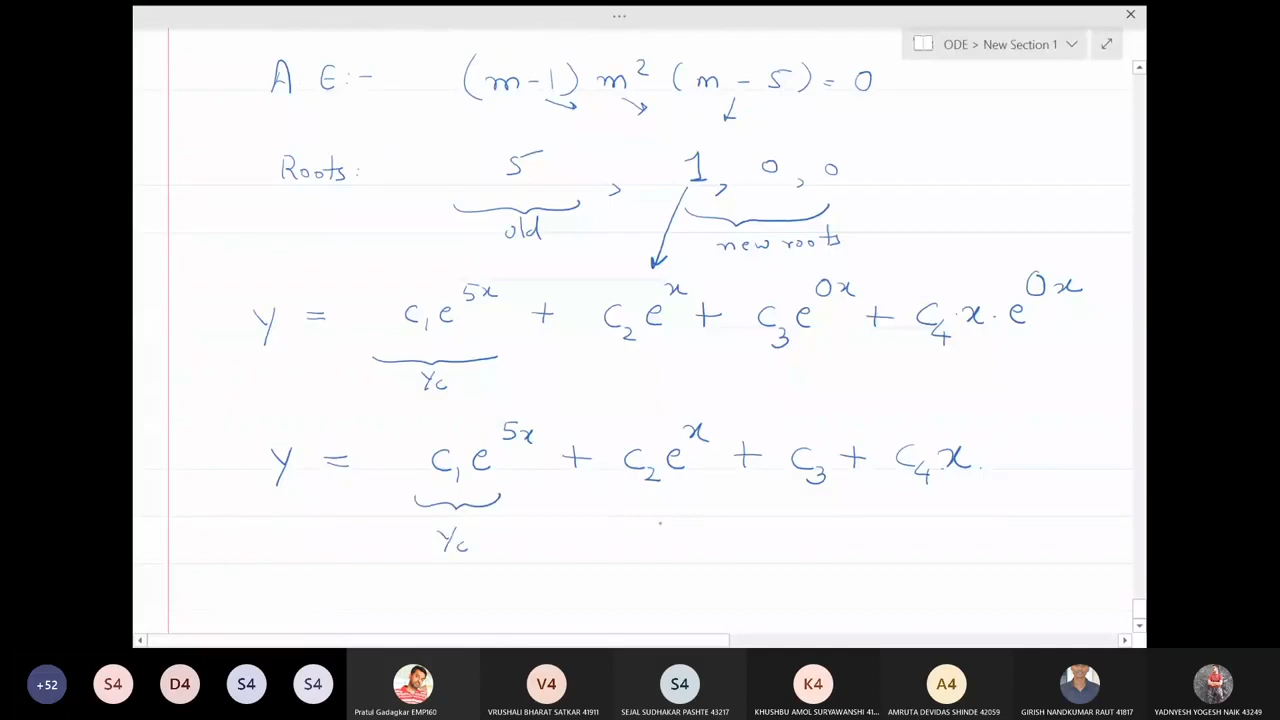 ODE > New Section 1
A E:- (m-1) m² (m - 5) = 0
Roots: 5 , 1, 0, 0
old
new roots
y = c₁e^5x + c₂e^x + c₃e^0x + c₄·x·e^0x
yc
y = c₁e^5x + c₂e^x + c₃ + c₄x.
yc
+52 S4 D4 S4 S4 V4 S4 K4 A4
Pratul Gadagkar EMP160 VRUSHALI BHARAT SATKAR 41911 SEJAL SUDHAKAR PASHTE 43217 KHUSHBU AMOL SURYAWANSHI 41... AMRUTA DEVIDAS SHINDE 42059 GIRISH NANDKUMAR RAUT 41817 YADNYESH YOGESH NAIK 43249